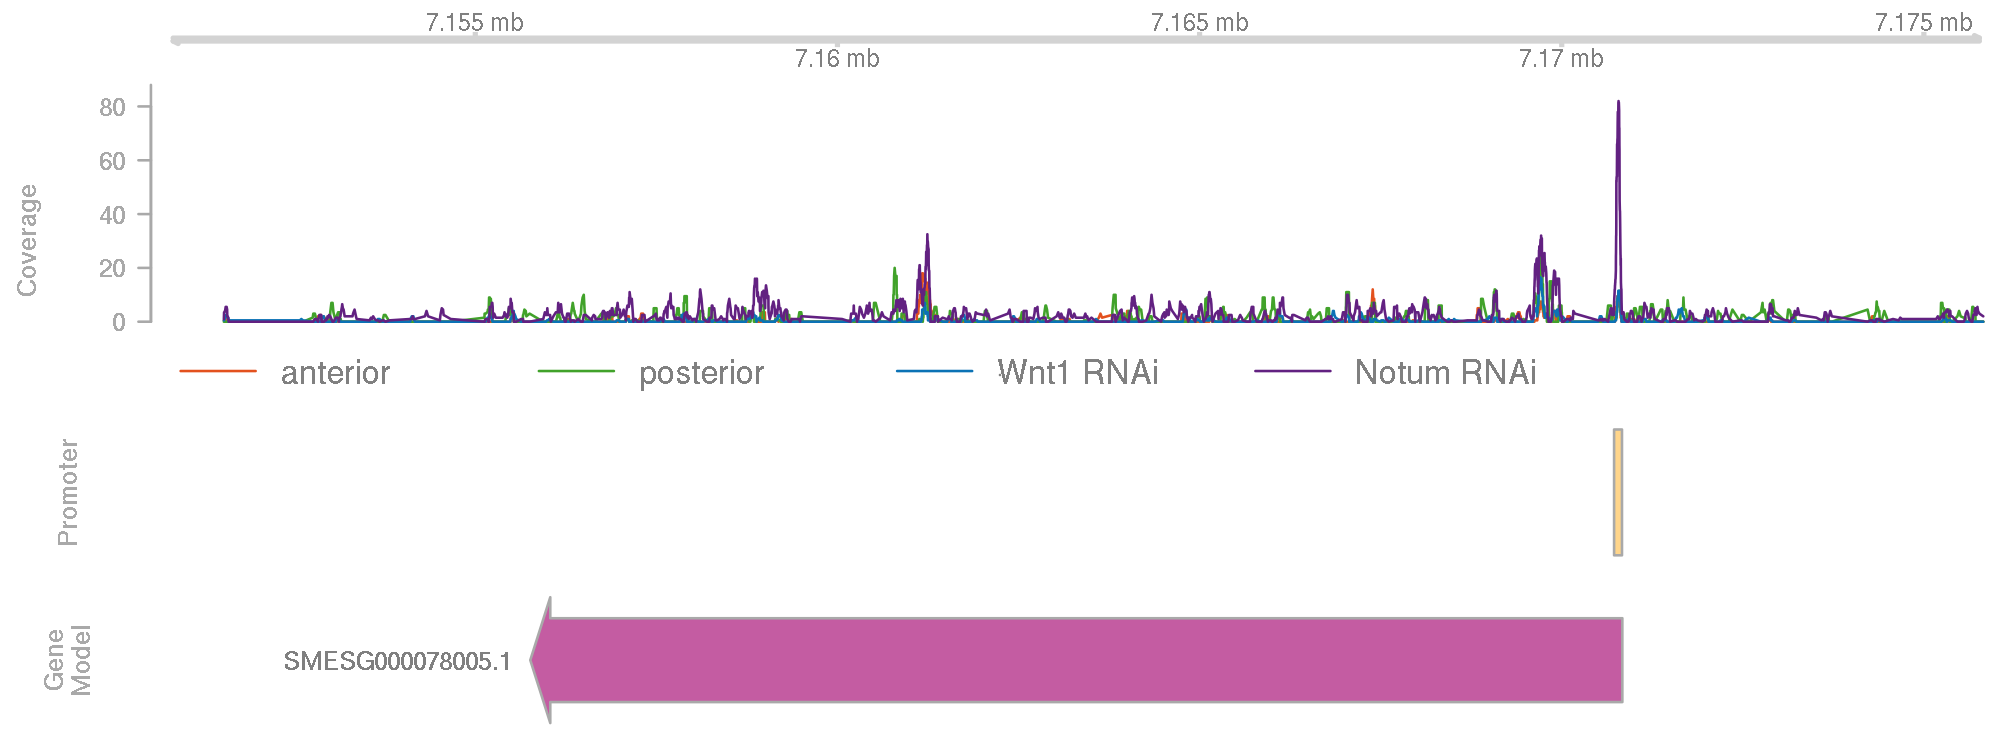 7.155 mb 7.165 mb 7.175 mb
7.16 mb 7.17 mb
Coverage
80
60
40
20
0
anterior posterior Wnt1 RNAi Notum RNAi
Promoter
Gene
Model
SMESG000078005.1